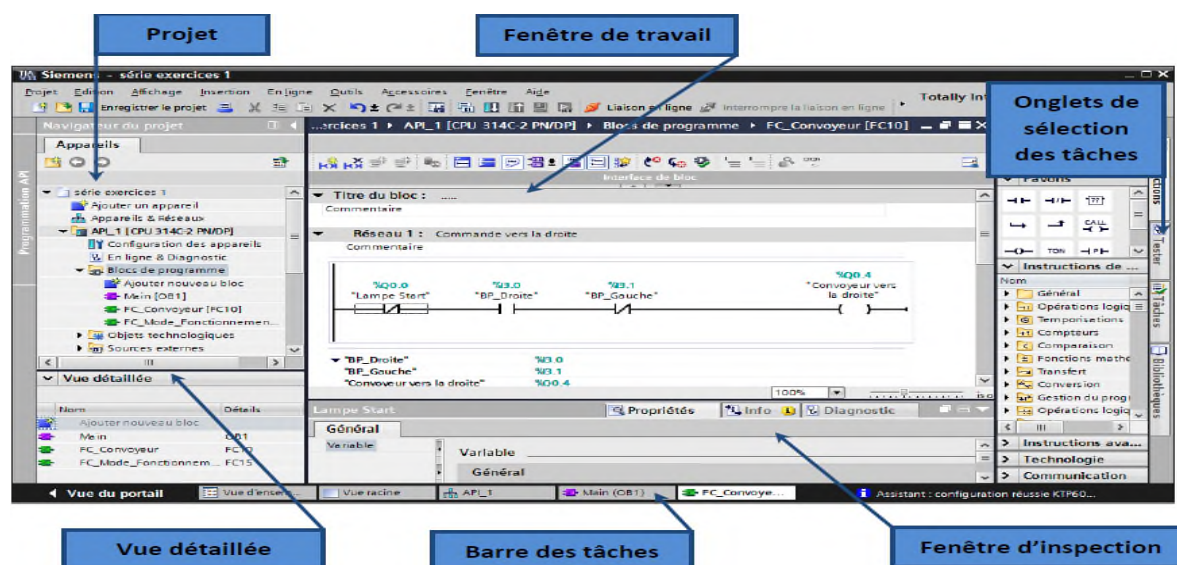 Projet
Fenêtre de travail
Siemens - série exercices 1
Projet Edition Affichage Insertion En ligne Outils Accessoires Fenêtre Aide
Enregistrer le projet
Liaison en ligne
Interrompre la liaison en ligne
Totally Int
Onglets de
sélection
des tâches
Navigateur du projet
...ercices 1 ▸ API_1 [CPU 314C-2 PN/DP] ▸ Blocs de programme ▸ FC_Convoyeur [FC10]
Appareils
Programmation API
Interface de bloc
série exercices 1
Ajouter un appareil
Appareils & Réseaux
API_1 [CPU 314C-2 PN/DP]
Configuration des appareils
En ligne & Diagnostic
Blocs de programme
Ajouter nouveau bloc
Main [OB1]
FC_Convoyeur [FC10]
FC_Mode_Fonctionnemen...
Objets technologiques
Sources externes
Titre du bloc : .....
Commentaire
Réseau 1 : Commande vers la droite
Commentaire
%Q0.0 %I3.0 %I3.1 %Q0.4
"Lampe Start" "BP_Droite" "BP_Gauche" "Convoyeur vers
la droite"
"BP_Droite" %I3.0
"BP_Gauche" %I3.1
"Convoyeur vers la droite" %Q0.4
100%
Favoris
CALL
TON
P
Instructions de ...
Nom
Général
Opérations logiq
Temporisations
Compteurs
Comparaison
Fonctions mathé
Transfert
Conversion
Gestion du progr
Opérations logiq
Instructions ava...
Technologie
Communication
Tester
Tâches
Bibliothèques
Vue détaillée
Nom Détails
Ajouter nouveau bloc
Main OB1
FC_Convoyeur FC10
FC_Mode_Fonctionnem... FC15
Lampe Start
Propriétés
Info
Diagnostic
Général
Variable
Variable
Général
Vue du portail
Vue d'ensem...
Vue racine
API_1
Main (OB1)
FC_Convoye...
Assistant : configuration réussie KTP60...
Vue détaillée
Barre des tâches
Fenêtre d'inspection